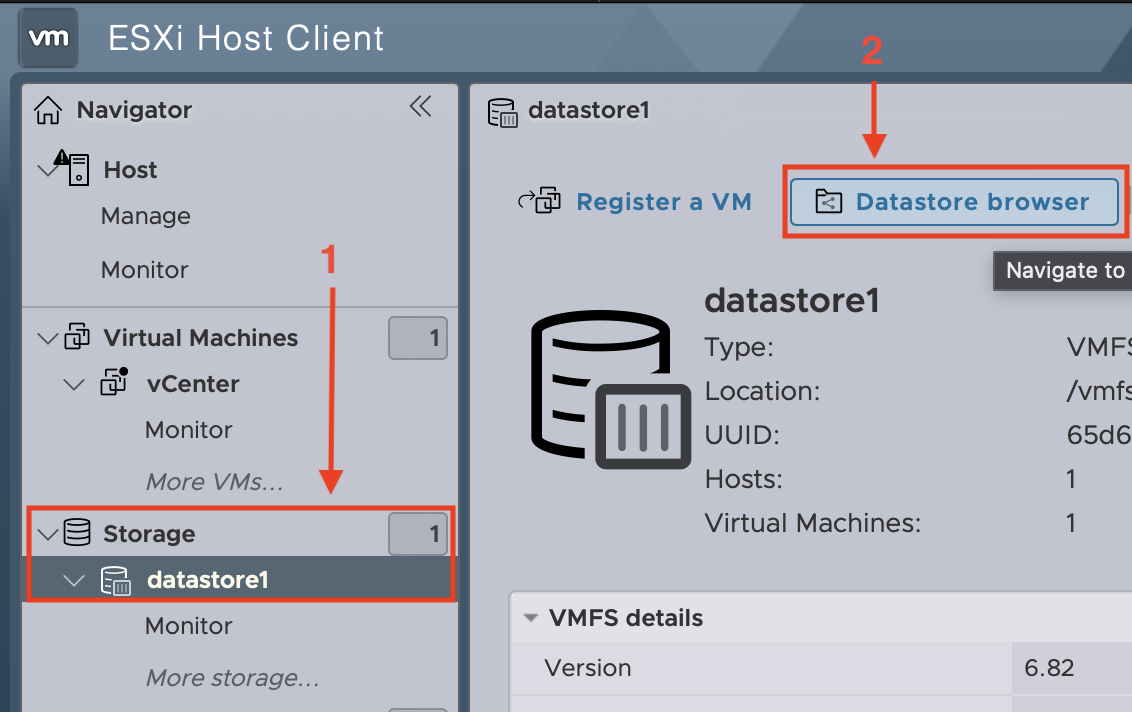 vm ESXi Host Client
2
Navigator
datastore1
Host
Register a VM
Datastore browser
Manage
1
Monitor
Navigate to
datastore1
Virtual Machines 1
Type: VMFS
vCenter
Location: /vmfs
Monitor
UUID: 65d6
More VMs...
Hosts: 1
Virtual Machines: 1
Storage 1
datastore1
Monitor
VMFS details
More storage...
Version 6.82